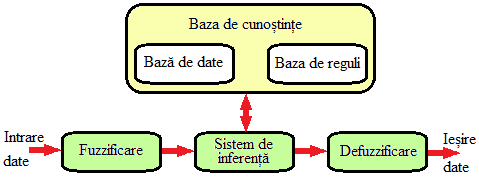 Baza de cunoștințe
Bază de date
Baza de reguli
Intrare
date
Fuzzificare
Sistem de
inferență
Defuzzificare
Ieșire
date